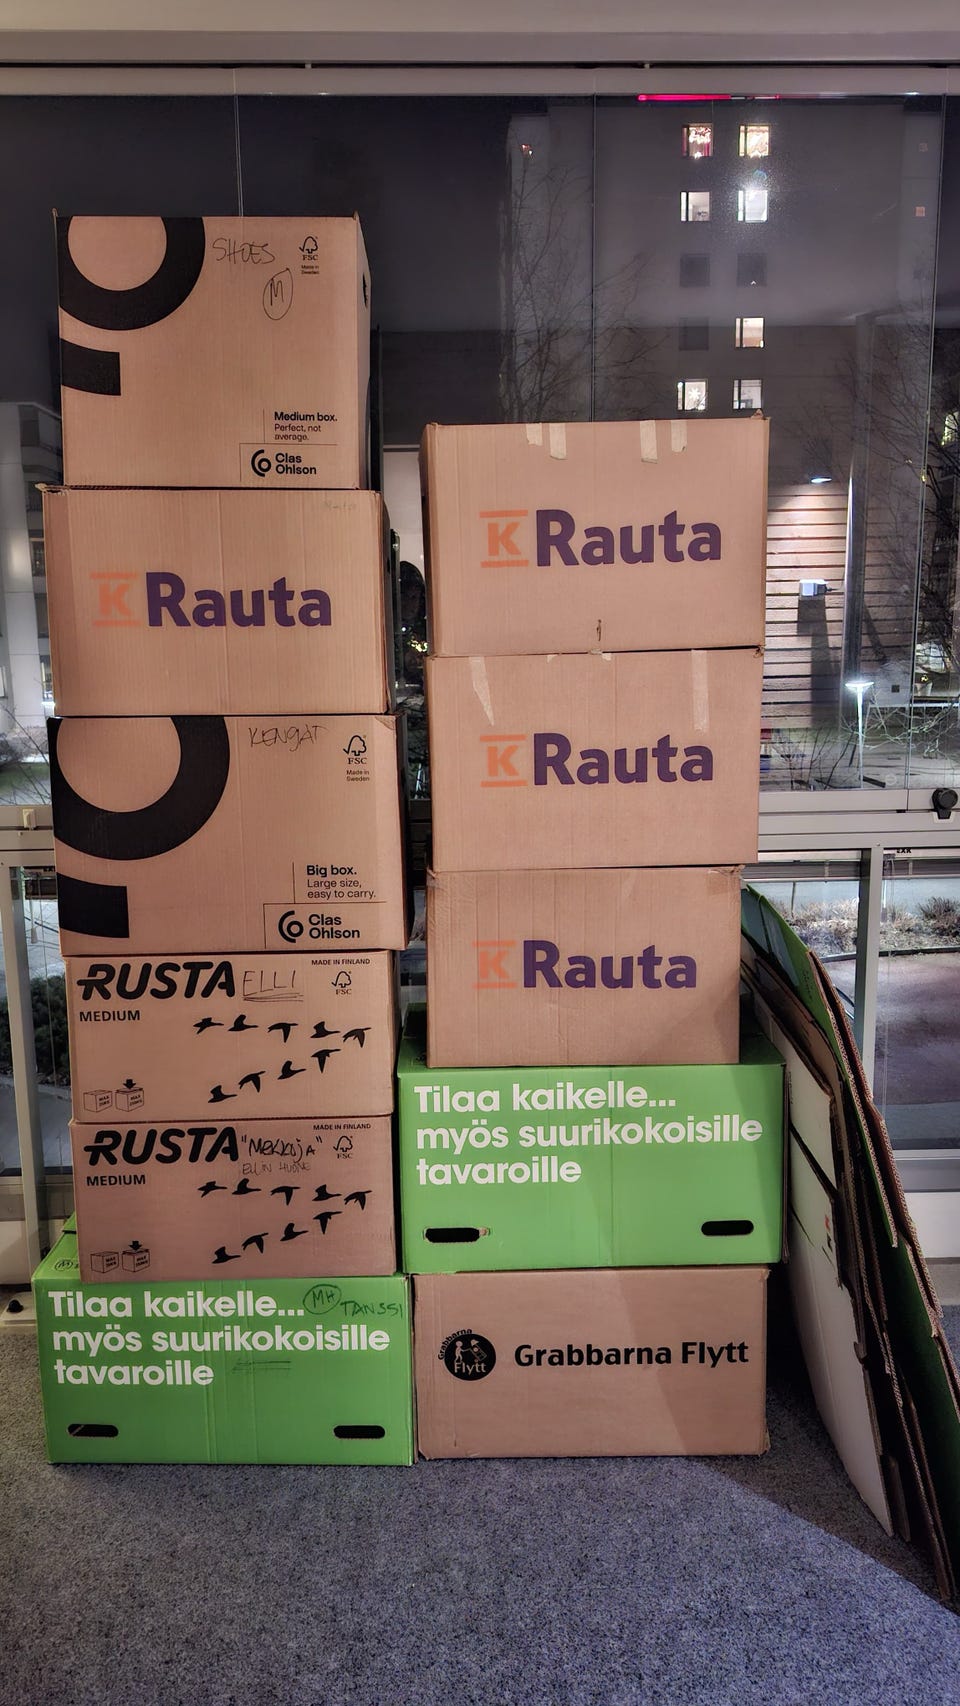 SHOES
M
FSC
Made in
Sweden
Medium box.
Perfect, not
average.
Clas
Ohlson
K Rauta
KENGAT
FSC
Made in
Sweden
Big box.
Large size,
easy to carry.
Clas
Ohlson
RUSTA ELLI
MADE IN FINLAND
FSC
MEDIUM
RUSTA "MEKKOJA"
MADE IN FINLAND
FSC
ELLIN HUONE
MEDIUM
M
Tilaa kaikelle... MH TANSSI
myös suurikokoisille
tavaroille
K Rauta
K Rauta
K Rauta
Tilaa kaikelle...
myös suurikokoisille
tavaroille
Grabbarna
Flytt
Grabbarna Flytt